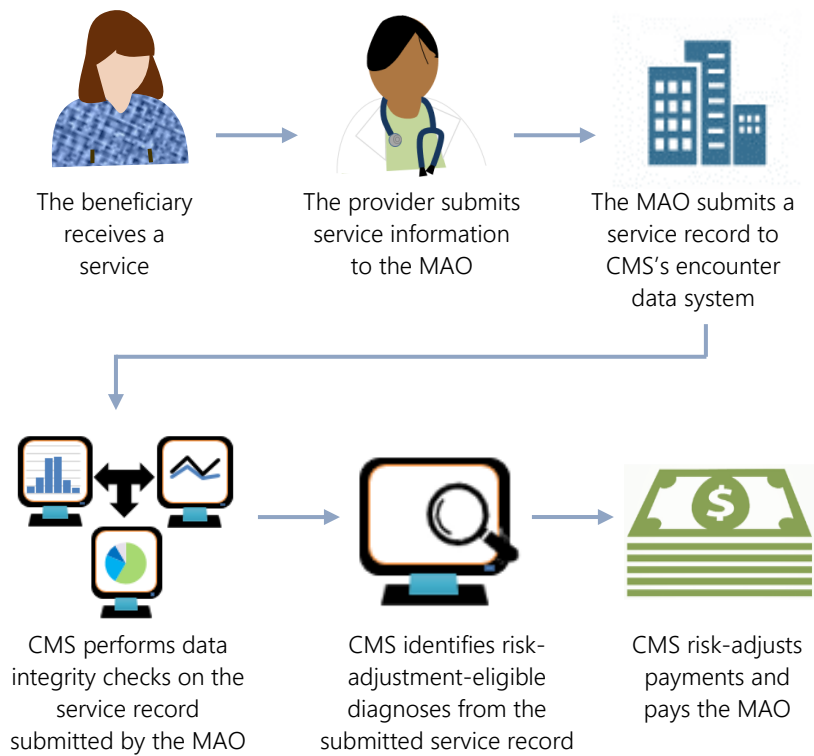 The beneficiary
receives a
service
The provider submits
service information
to the MAO
The MAO submits a
service record to
CMS's encounter
data system
CMS performs data
integrity checks on the
service record
submitted by the MAO
CMS identifies risk-
adjustment-eligible
diagnoses from the
submitted service record
$
CMS risk-adjusts
payments and
pays the MAO